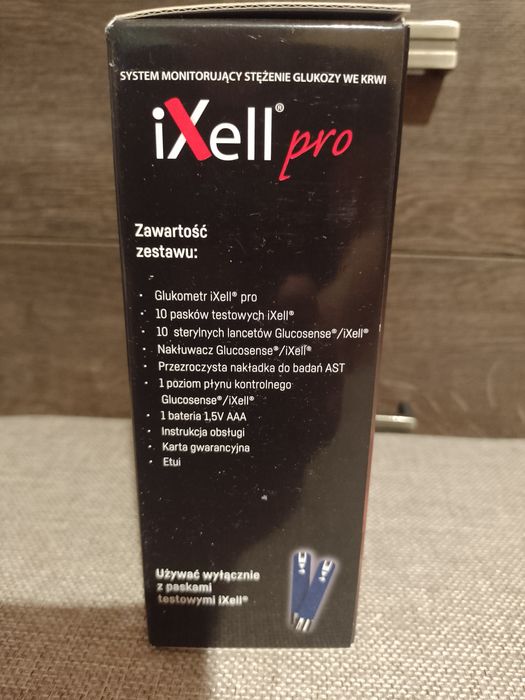 SYSTEM MONITORUJĄCY STĘŻENIE GLUKOZY WE KRWI
iXell® pro
Zawartość
zestawu:
• Glukometr iXell® pro
• 10 pasków testowych iXell®
• 10 sterylnych lancetów Glucosense®/iXell®
• Nakłuwacz Glucosense®/iXell®
• Przezroczysta nakładka do badań AST
• 1 poziom płynu kontrolnego
Glucosense®/iXell®
• 1 bateria 1,5V AAA
• Instrukcja obsługi
• Karta gwarancyjna
• Etui
Używać wyłącznie
z paskami
testowymi iXell®